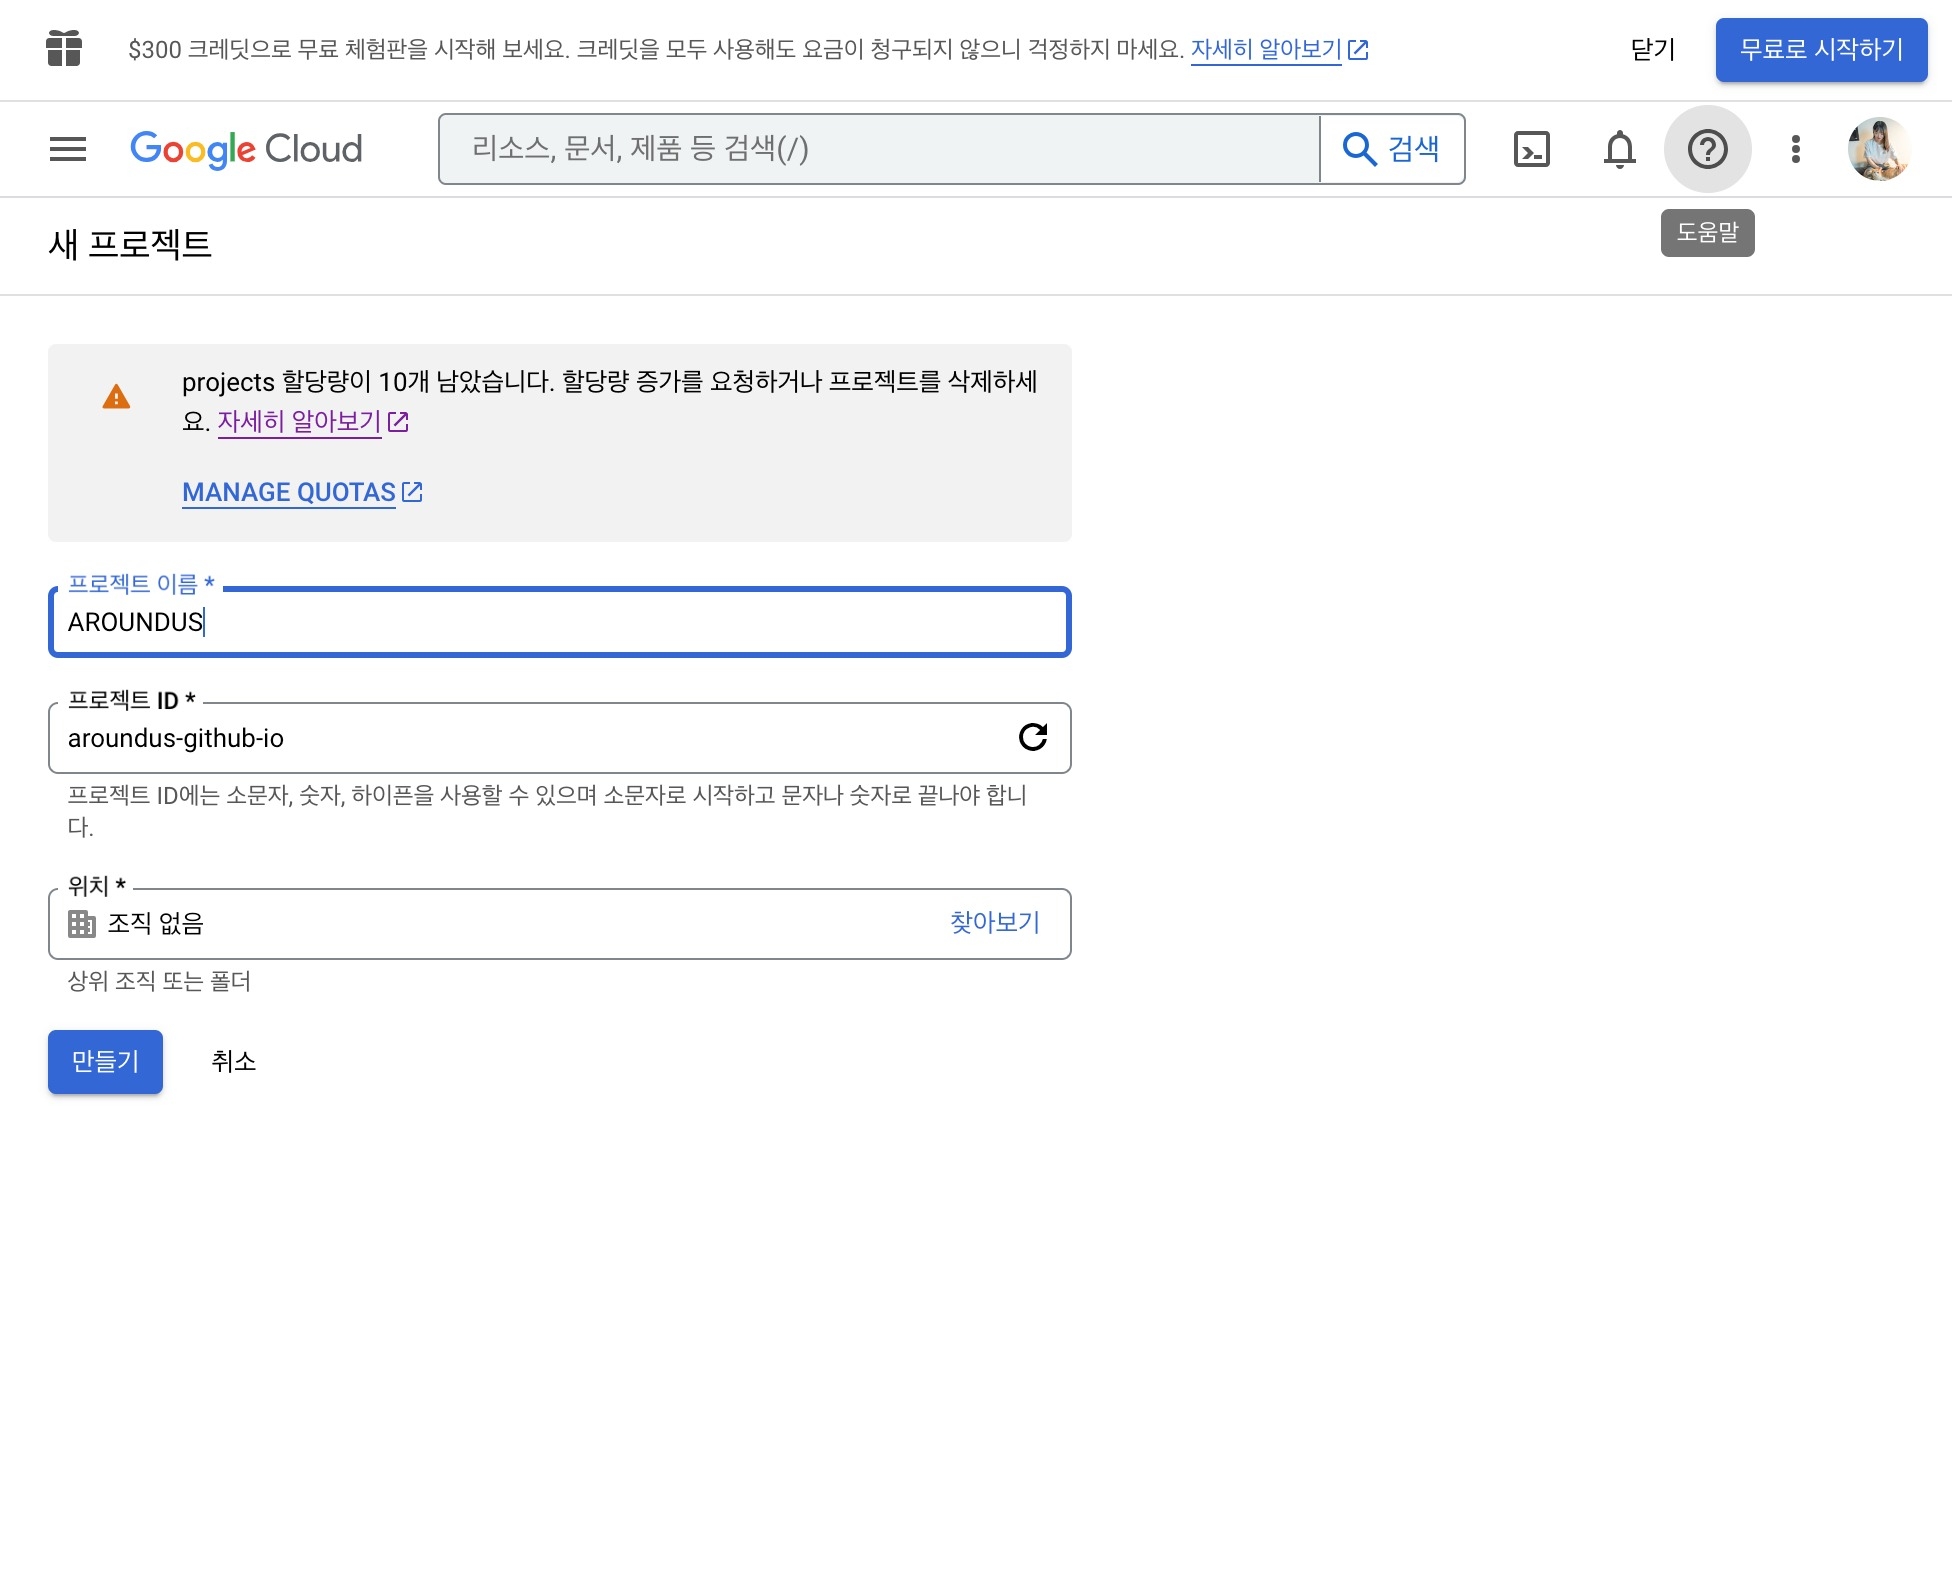 $300 크레딧으로 무료 체험판을 시작해 보세요. 크레딧을 모두 사용해도 요금이 청구되지 않으니 걱정하지 마세요. 자세히 알아보기
닫기
무료로 시작하기
Google Cloud
리소스, 문서, 제품 등 검색(/)
검색
도움말
새 프로젝트
projects 할당량이 10개 남았습니다. 할당량 증가를 요청하거나 프로젝트를 삭제하세
요. 자세히 알아보기
MANAGE QUOTAS
프로젝트 이름 *
AROUNDUS
프로젝트 ID *
aroundus-github-io
프로젝트 ID에는 소문자, 숫자, 하이픈을 사용할 수 있으며 소문자로 시작하고 문자나 숫자로 끝나야 합니
다.
위치 *
조직 없음
찾아보기
상위 조직 또는 폴더
만들기
취소